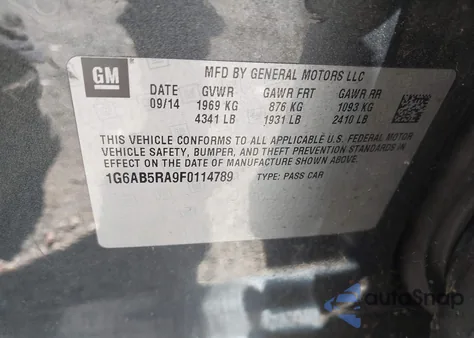 GM
MFD BY GENERAL MOTORS LLC
DATE GVWR GAWR FRT GAWR RR
09/14 1969 KG 876 KG 1093 KG
4341 LB 1931 LB 2410 LB
THIS VEHICLE CONFORMS TO ALL APPLICABLE U.S. FEDERAL MOTOR
VEHICLE SAFETY, BUMPER, AND THEFT PREVENTION STANDARDS
IN EFFECT ON THE DATE OF MANUFACTURE SHOWN ABOVE.
1G6AB5RA9F0114789 TYPE: PASS CAR
autoSnap